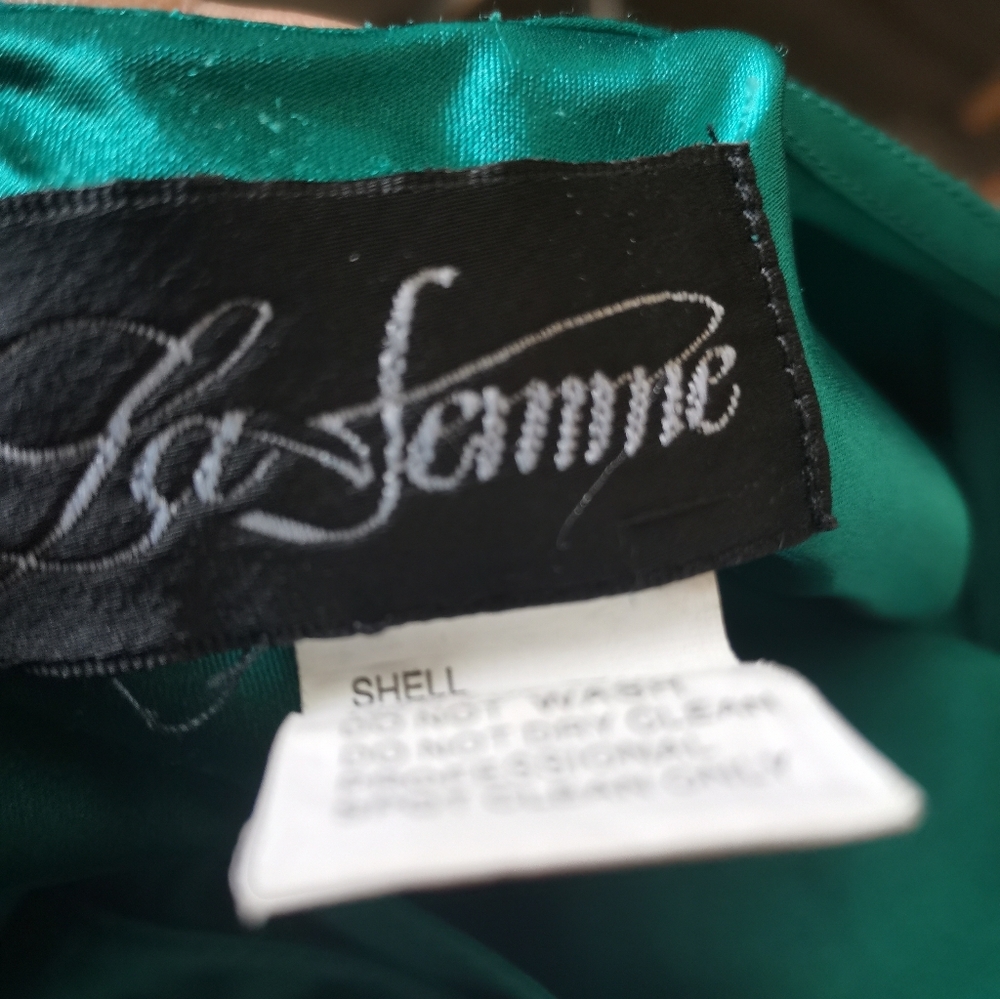 La Femme
SHELL
DO NOT WASH
DO NOT DRY CLEAN
PROFESSIONAL
SPOT CLEAN ONLY